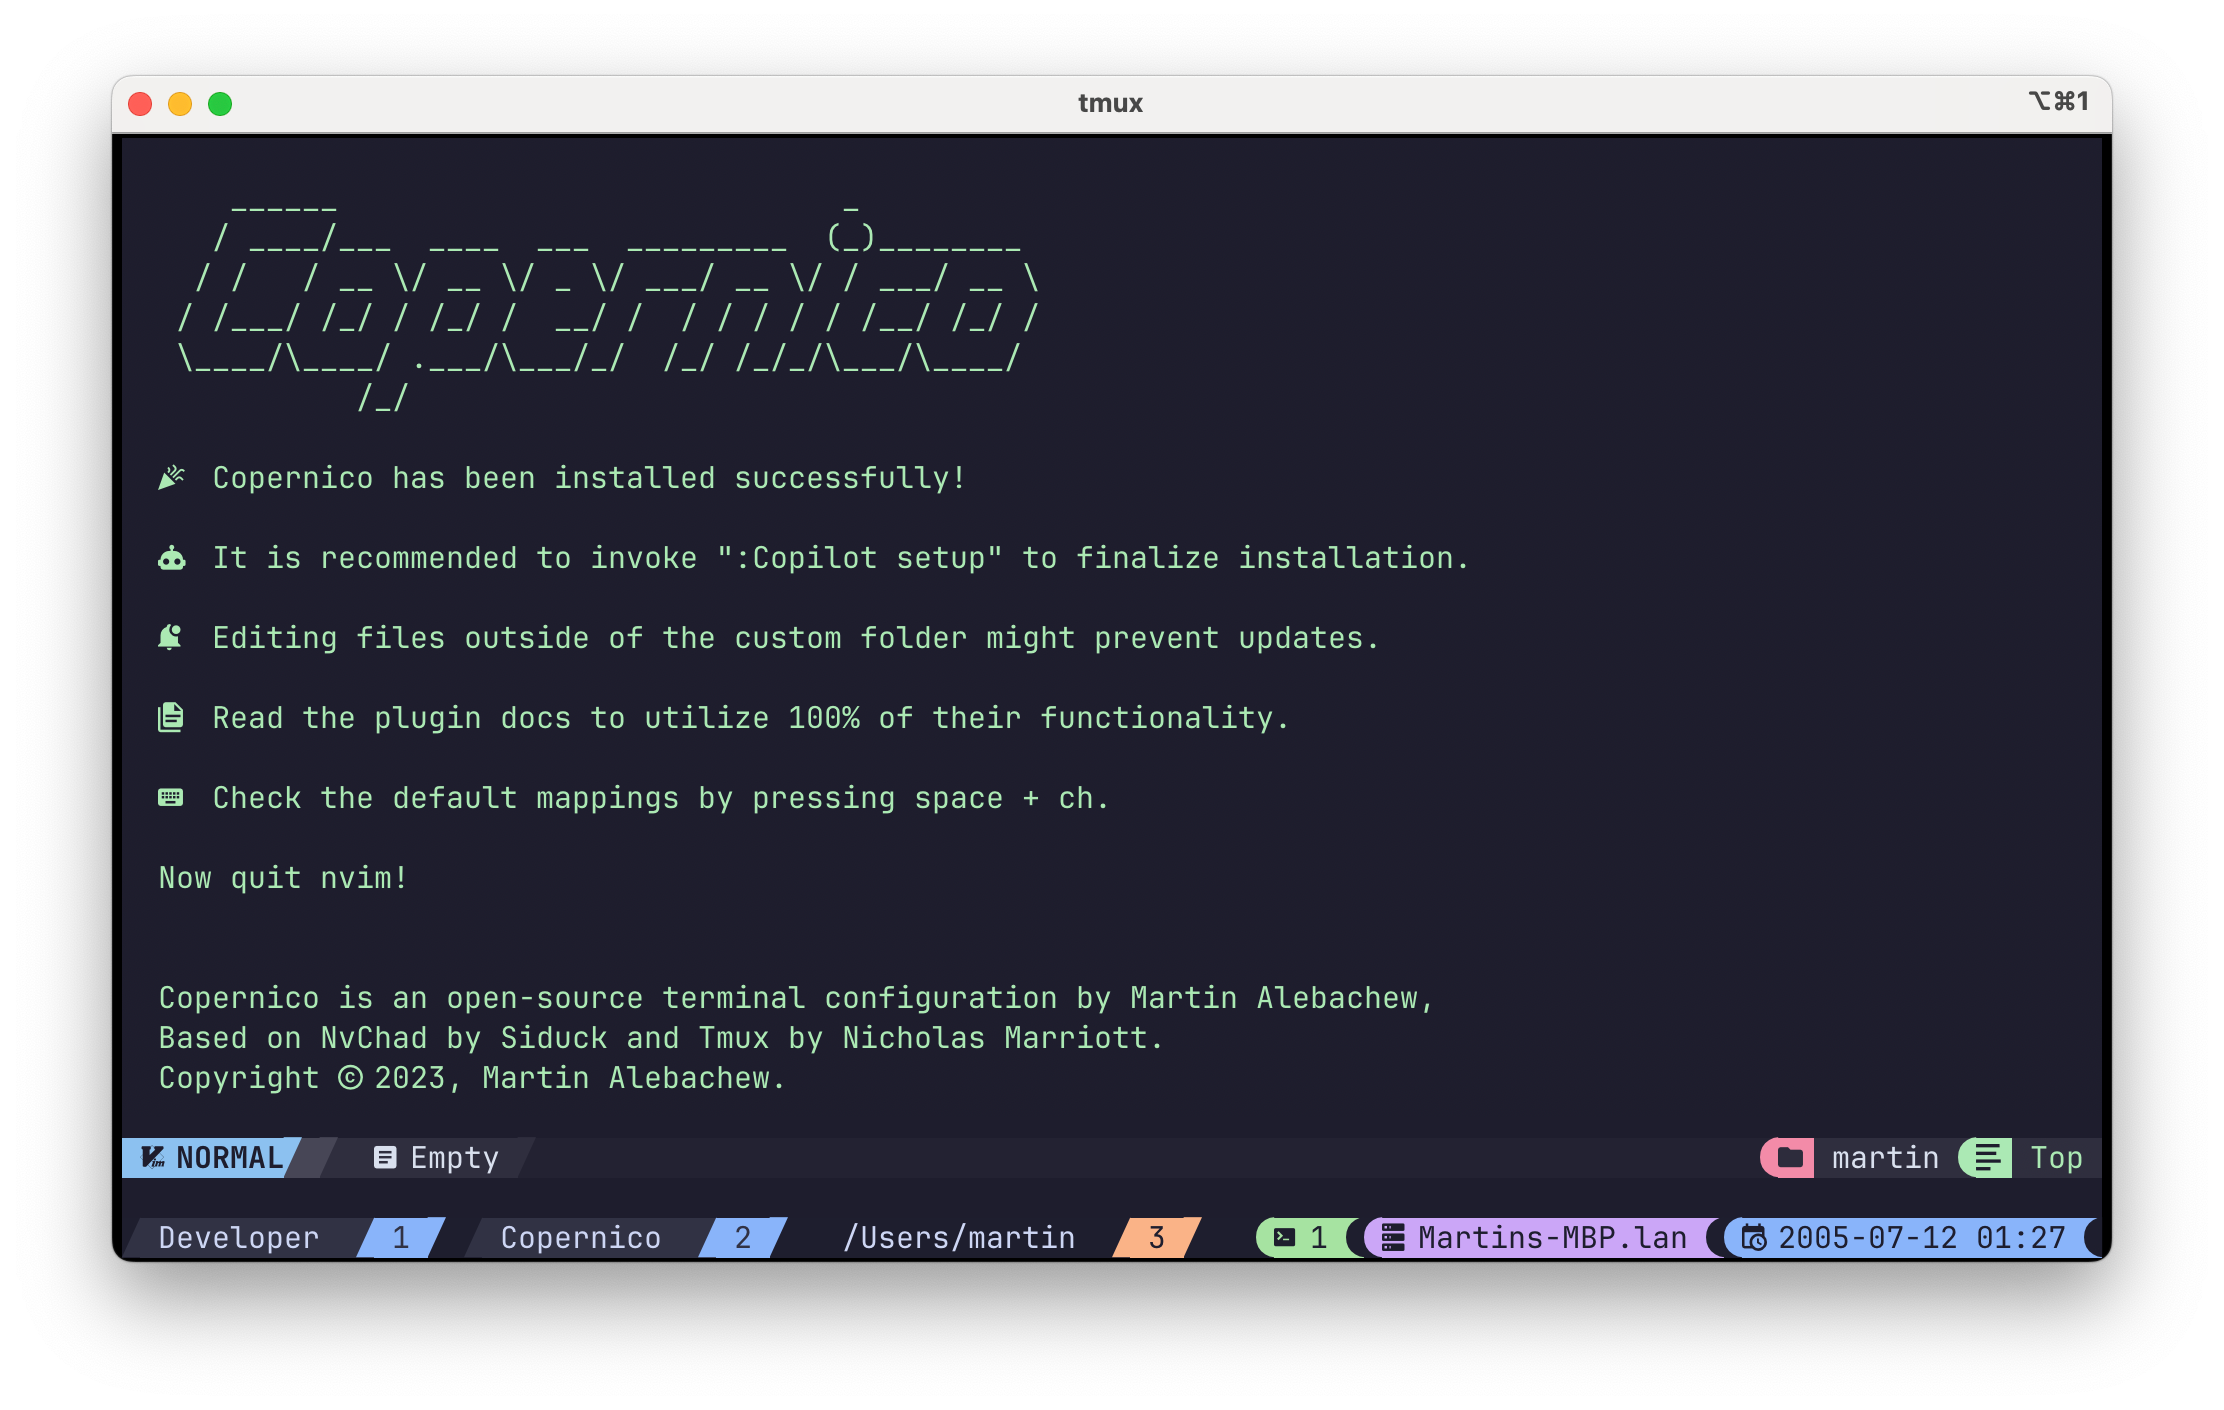 tmux
⌥⌘1
Copernico
Copernico has been installed successfully!
It is recommended to invoke ":Copilot setup" to finalize installation.
Editing files outside of the custom folder might prevent updates.
Read the plugin docs to utilize 100% of their functionality.
Check the default mappings by pressing space + ch.
Now quit nvim!
Copernico is an open-source terminal configuration by Martin Alebachew,
Based on NvChad by Siduck and Tmux by Nicholas Marriott.
Copyright © 2023, Martin Alebachew.
NORMAL Empty martin Top
Developer 1 Copernico 2 /Users/martin 3 1 Martins-MBP.lan 2005-07-12 01:27